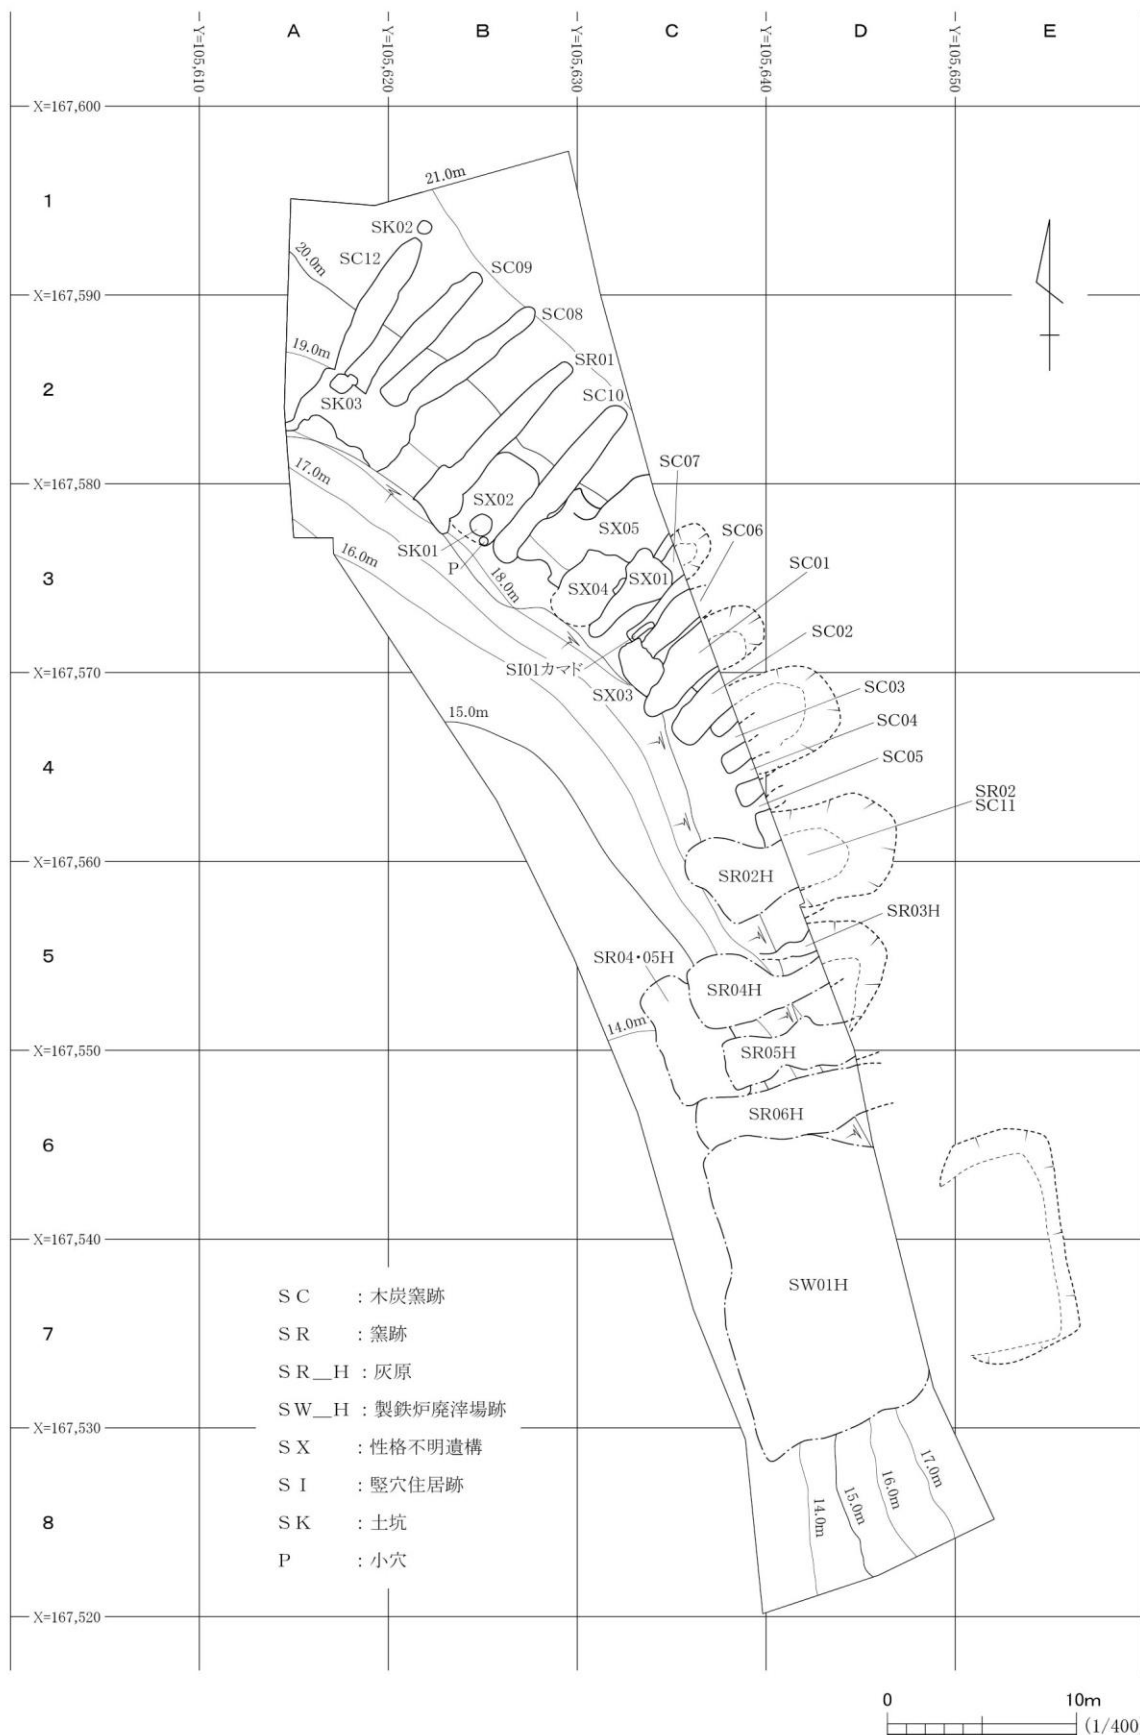 A
B
C
D
E
Y=105,610
Y=105,620
Y=105,630
Y=105,640
Y=105,650
X=167,600
1
21.0m
SK02
SC12
20.0m
SC09
X=167,590
SC08
19.0m
SR01
2
SC10
SK03
SC07
17.0m
X=167,580
SX02
SX05
SC06
SK01
16.0m
P
SC01
3
18.0m
SX04
SX01
SC02
SI01カマド
X=167,570
SX03
SC03
15.0m
SC04
4
SC05
SR02
SC11
X=167,560
SR02H
SR03H
5
SR04・05H
SR04H
14.0m
X=167,550
SR05H
SR06H
6
X=167,540
SW01H
SC :木炭窯跡
7
SR :窯跡
SR__H :灰原
SW__H :製鉄炉廃滓場跡
X=167,530
SX :性格不明遺構
17.0m
SI :竪穴住居跡
16.0m
15.0m
14.0m
8
SK :土坑
P :小穴
X=167,520
0 10m
(1/400